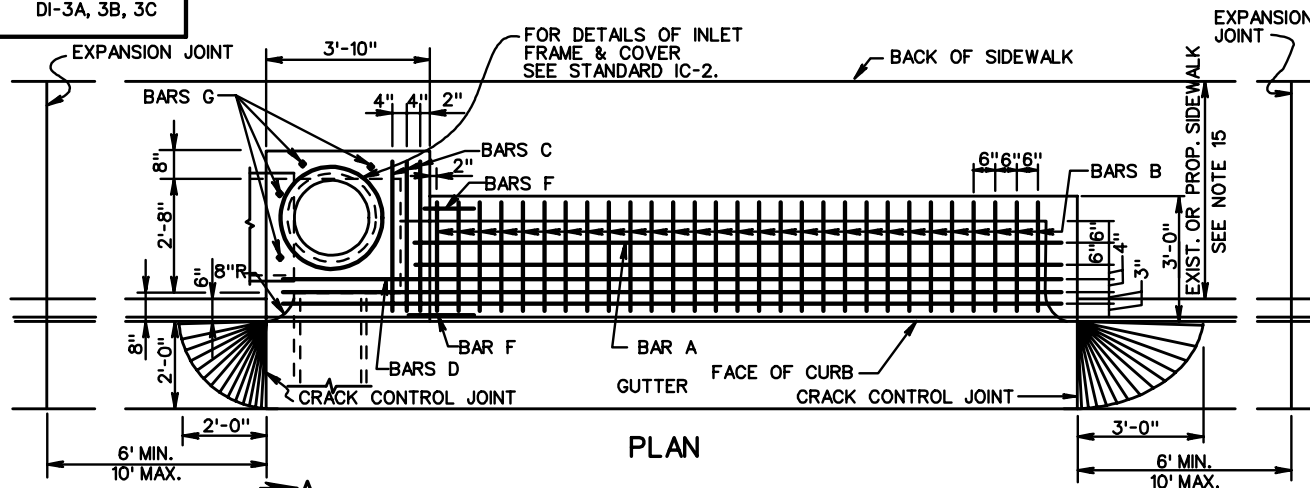 DI-3A, 3B, 3C
EXPANSION JOINT
3'-10"
FOR DETAILS OF INLET
FRAME & COVER
SEE STANDARD IC-2.
BACK OF SIDEWALK
EXPANSION
JOINT
BARS G
4" 4" 2"
BARS C
2"
BARS F
6" 6" 6"
BARS B
EXIST. OR PROP. SIDEWALK
SEE NOTE 15
8"
2'-8"
6"
8"R
8"
2'-0"
6" 6"
4"
3"
3'-0"
BAR F
BARS D
BAR A
GUTTER
FACE OF CURB
CRACK CONTROL JOINT
CRACK CONTROL JOINT
2'-0"
3'-0"
PLAN
6' MIN.
10' MAX.
6' MIN.
10' MAX.
A